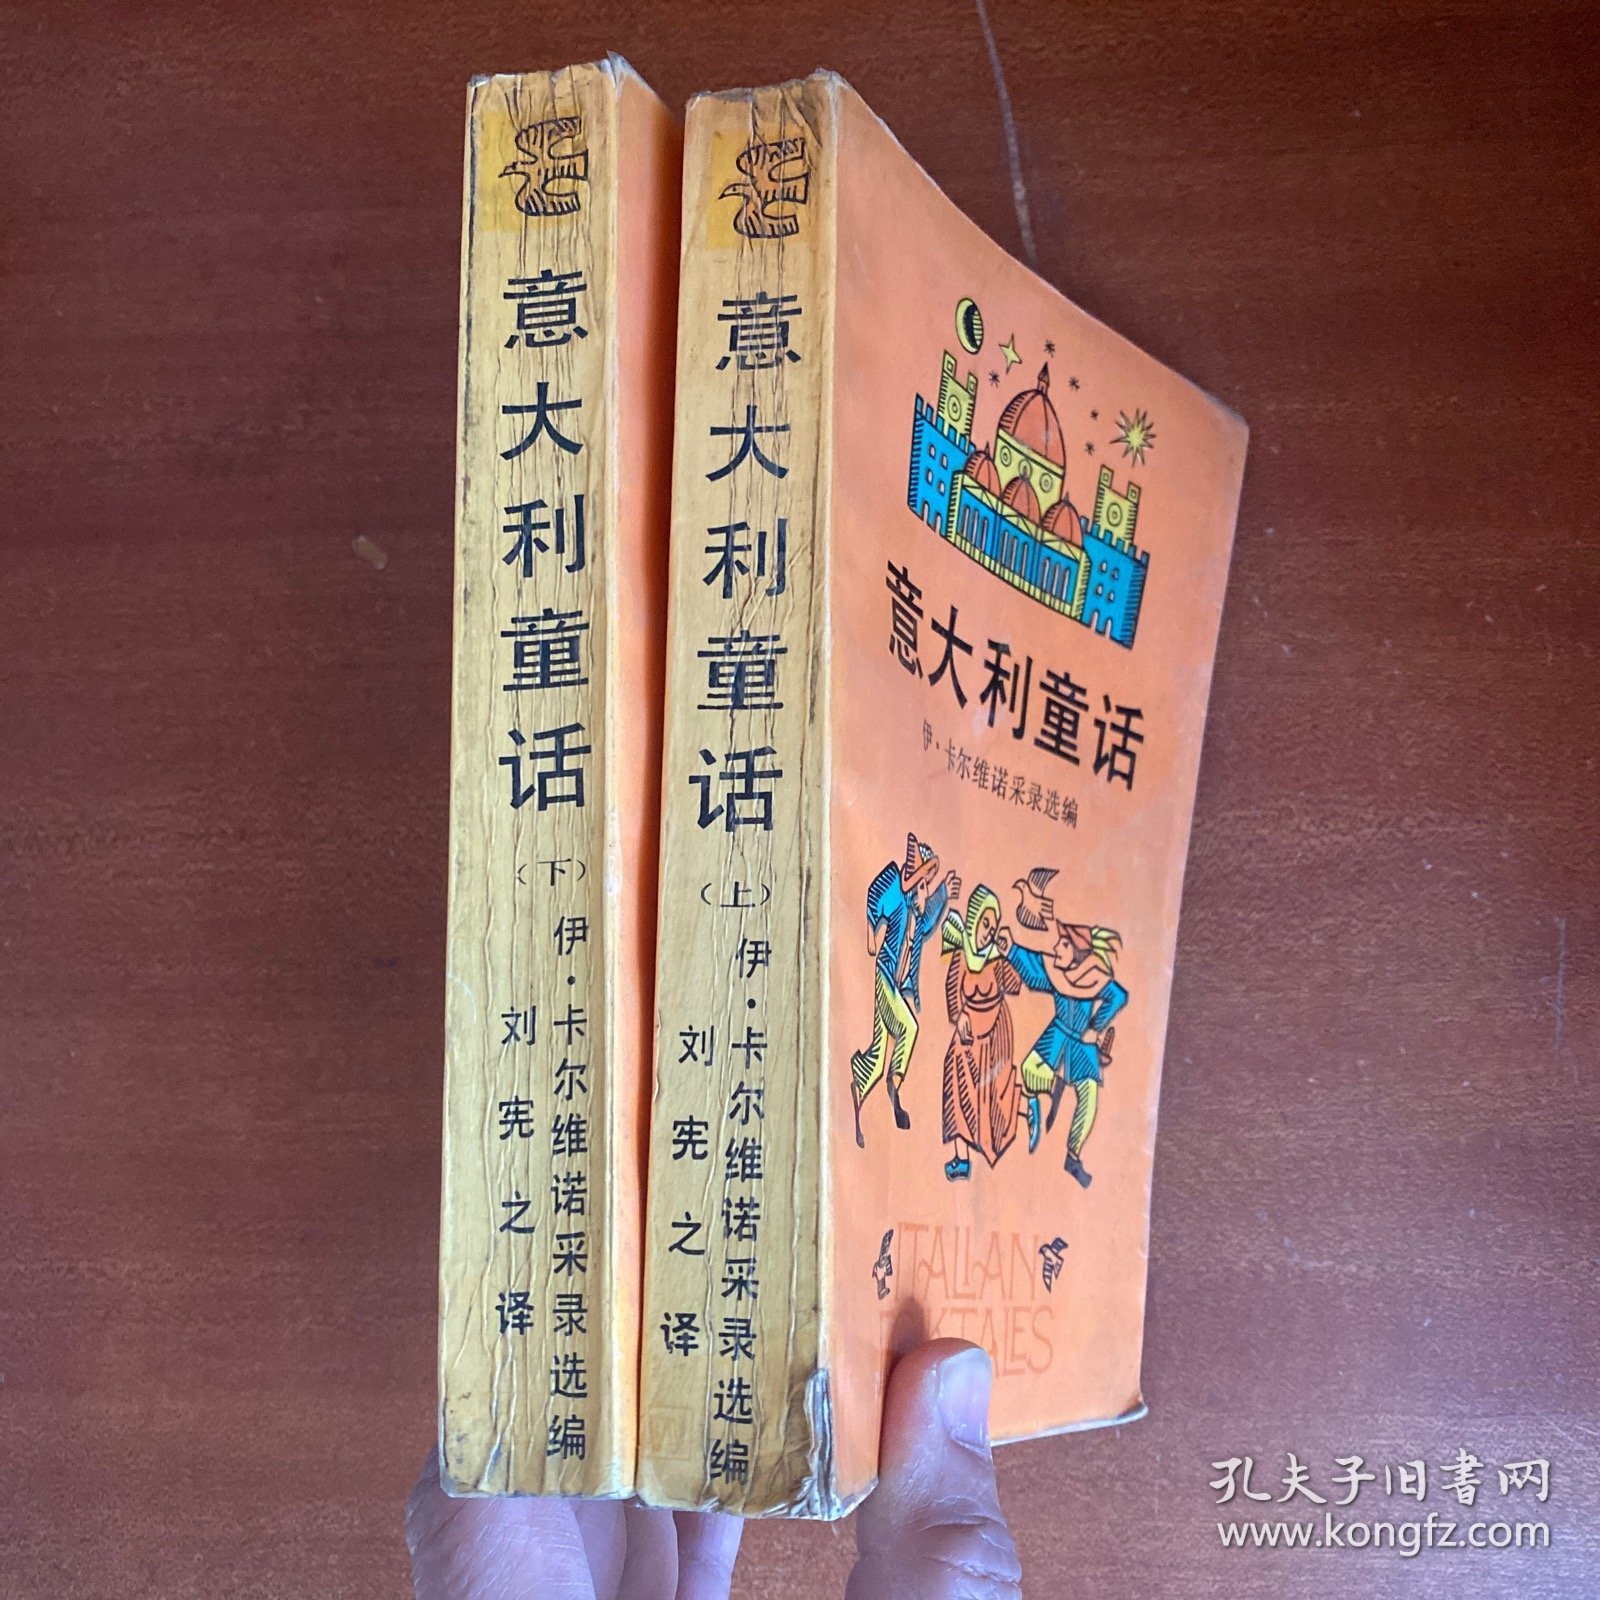 意大利童话
（下）
伊·卡尔维诺采录选编
刘宪之译
意大利童话
（上）
伊·卡尔维诺采录选编
刘宪之译
意大利童话
伊·卡尔维诺采录选编
ITALIAN
孔夫子旧书网
www.kongfz.com